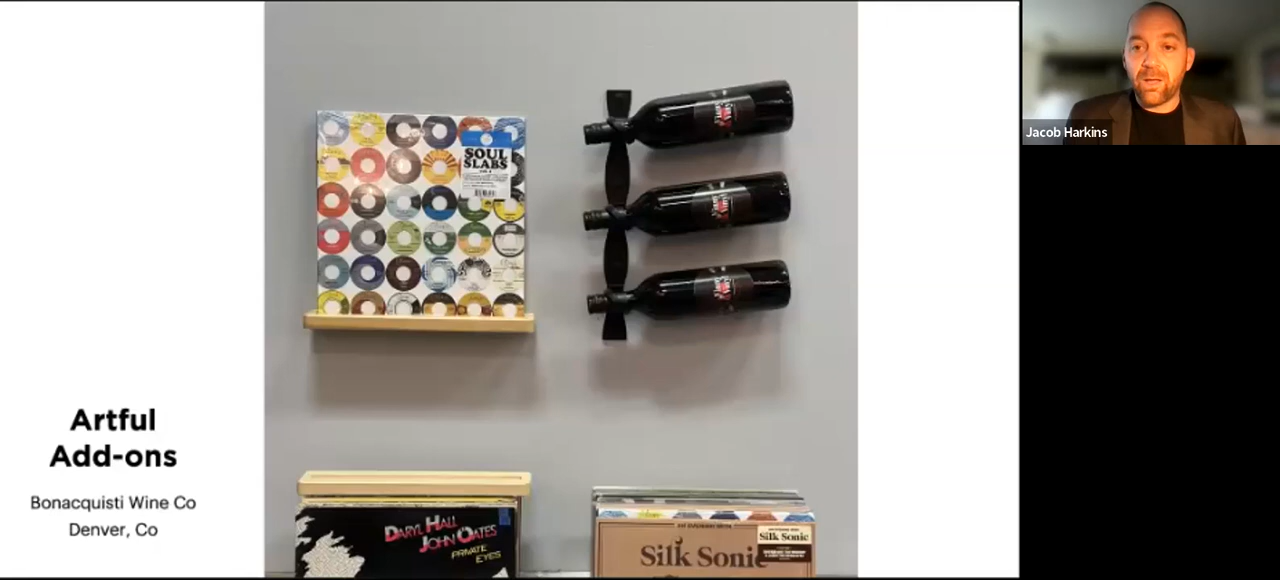 Artful
Add-ons
Bonacquisti Wine Co
Denver, Co
SOUL
SLABS
DARYL HALL
JOHN OATES
PRIVATE
EYES
Silk Sonic
Silk Sonic
Jacob Harkins